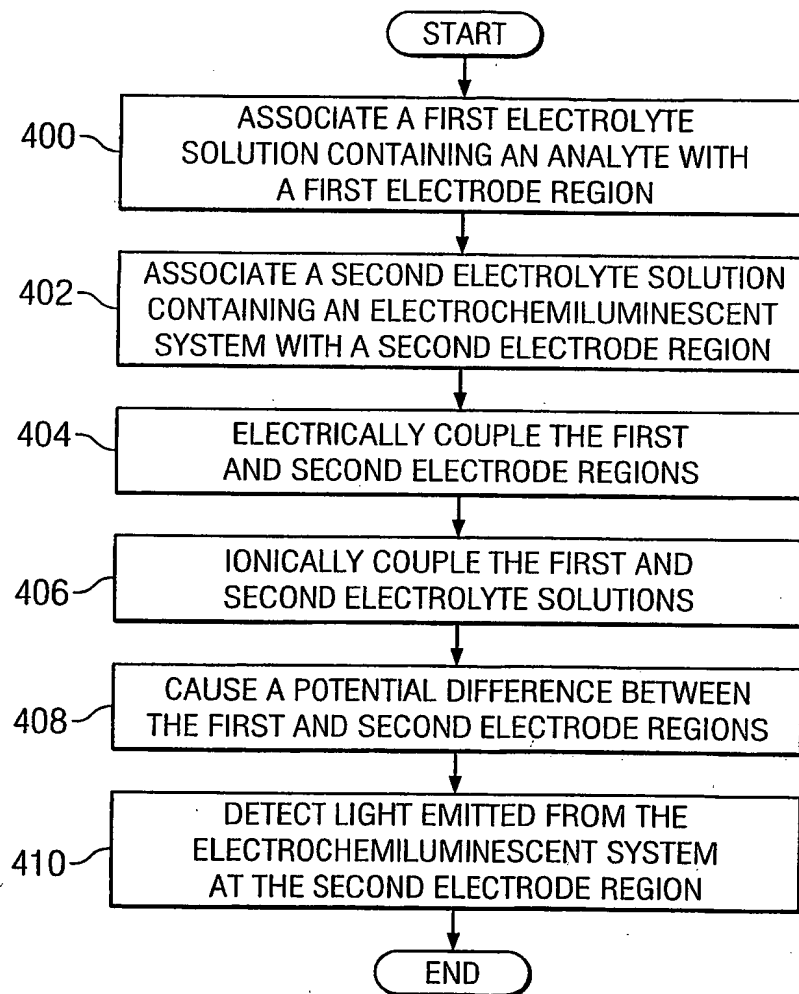 START
400
ASSOCIATE A FIRST ELECTROLYTE
SOLUTION CONTAINING AN ANALYTE WITH
A FIRST ELECTRODE REGION
402
ASSOCIATE A SECOND ELECTROLYTE SOLUTION
CONTAINING AN ELECTROCHEMILUMINESCENT
SYSTEM WITH A SECOND ELECTRODE REGION
404
ELECTRICALLY COUPLE THE FIRST
AND SECOND ELECTRODE REGIONS
406
IONICALLY COUPLE THE FIRST AND
SECOND ELECTROLYTE SOLUTIONS
408
CAUSE A POTENTIAL DIFFERENCE BETWEEN
THE FIRST AND SECOND ELECTRODE REGIONS
410
DETECT LIGHT EMITTED FROM THE
ELECTROCHEMILUMINESCENT SYSTEM
AT THE SECOND ELECTRODE REGION
END